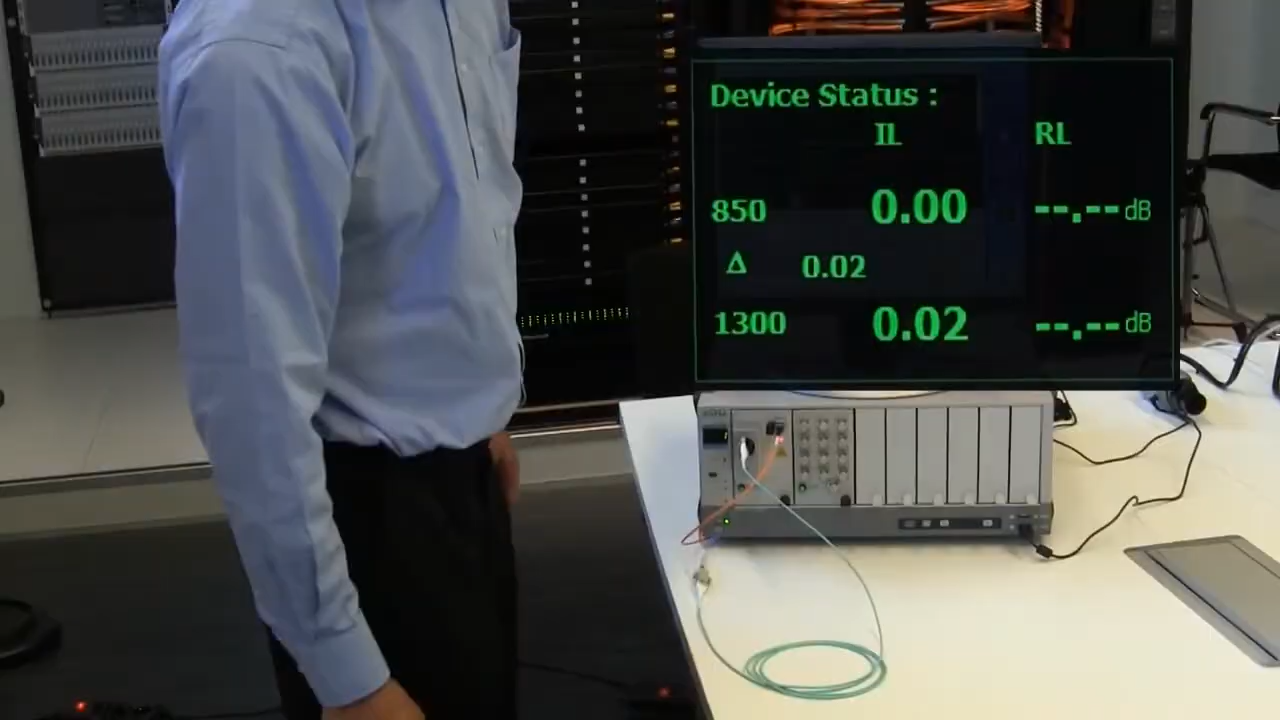 Device Status :
IL RL
850 0.00 --.-- dB
Δ 0.02
1300 0.02 --.-- dB